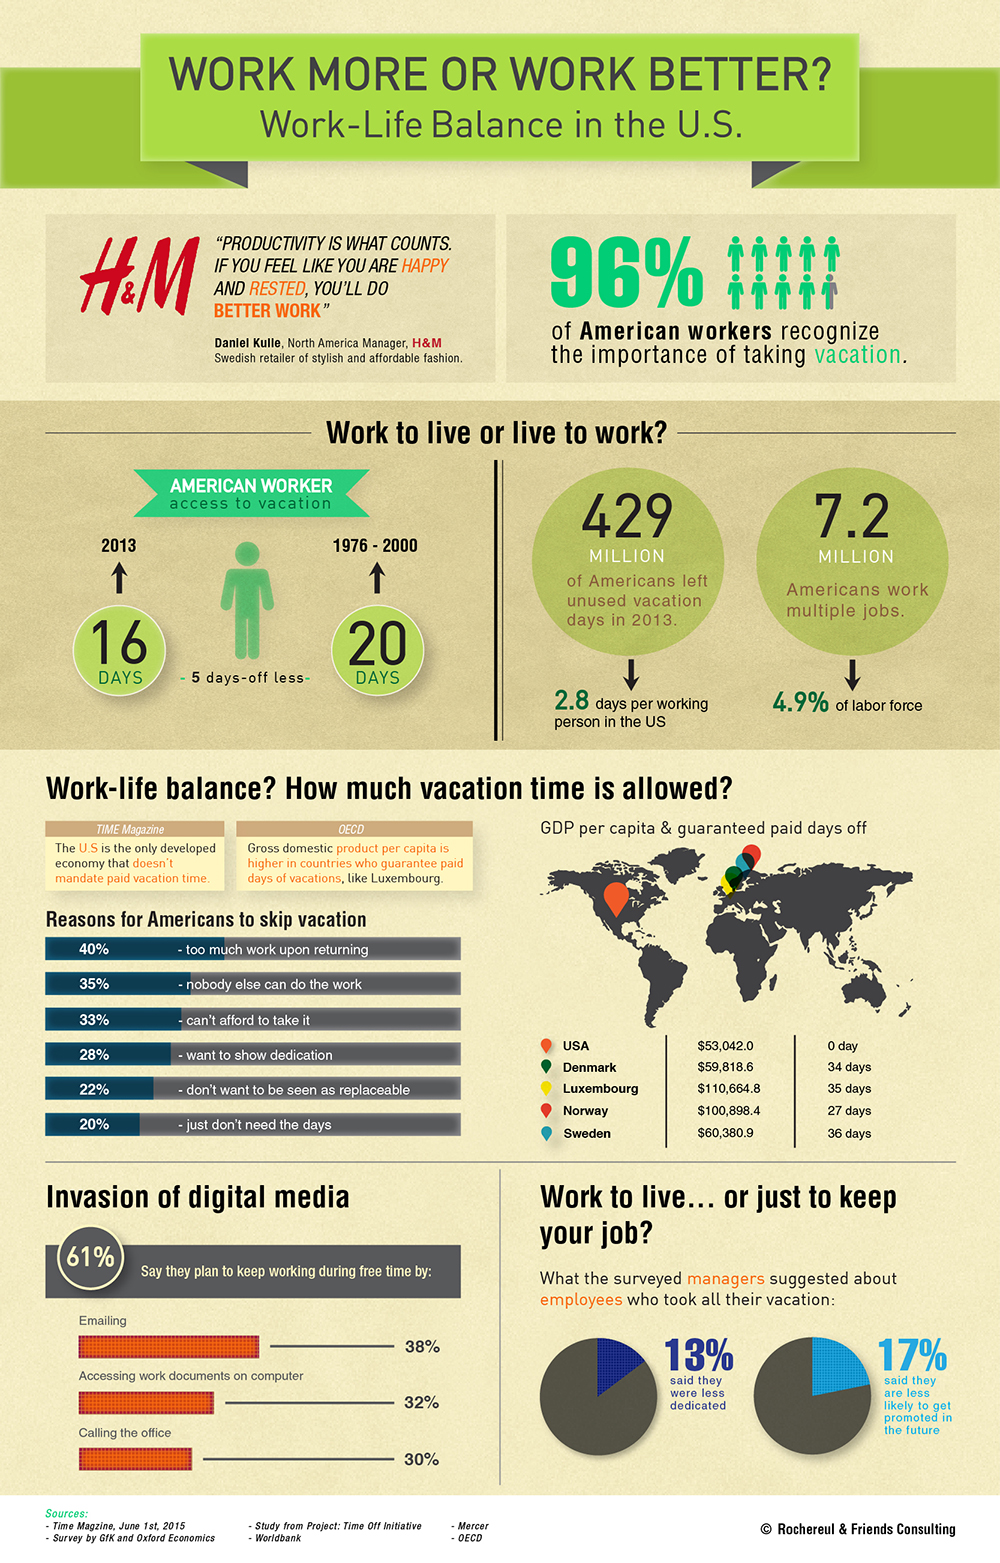 WORK MORE OR WORK BETTER?
Work-Life Balance in the U.S.
H&M
“PRODUCTIVITY IS WHAT COUNTS.
IF YOU FEEL LIKE YOU ARE HAPPY
AND RESTED, YOU’LL DO
BETTER WORK”
Daniel Kulle, North America Manager, H&M
Swedish retailer of stylish and affordable fashion.
96%
of American workers recognize
the importance of taking vacation.
Work to live or live to work?
AMERICAN WORKER
access to vacation
2013
16
DAYS
- 5 days-off less-
1976 - 2000
20
DAYS
429
MILLION
of Americans left
unused vacation
days in 2013.
2.8 days per working
person in the US
7.2
MILLION
Americans work
multiple jobs.
4.9% of labor force
Work-life balance? How much vacation time is allowed?
TIME Magazine
The U.S is the only developed
economy that doesn’t
mandate paid vacation time.
OECD
Gross domestic product per capita is
higher in countries who guarantee paid
days of vacations, like Luxembourg.
Reasons for Americans to skip vacation
40% - too much work upon returning
35% - nobody else can do the work
33% - can’t afford to take it
28% - want to show dedication
22% - don’t want to be seen as replaceable
20% - just don’t need the days
GDP per capita & guaranteed paid days off
USA $53,042.0 0 day
Denmark $59,818.6 34 days
Luxembourg $110,664.8 35 days
Norway $100,898.4 27 days
Sweden $60,380.9 36 days
Invasion of digital media
61%
Say they plan to keep working during free time by:
Emailing
38%
Accessing work documents on computer
32%
Calling the office
30%
Work to live... or just to keep
your job?
What the surveyed managers suggested about
employees who took all their vacation:
13%
said they
were less
dedicated
17%
said they
are less
likely to get
promoted in
the future
Sources:
- Time Magzine, June 1st, 2015
- Survey by GfK and Oxford Economics
- Study from Project: Time Off Initiative
- Worldbank
- Mercer
- OECD
© Rochereul & Friends Consulting